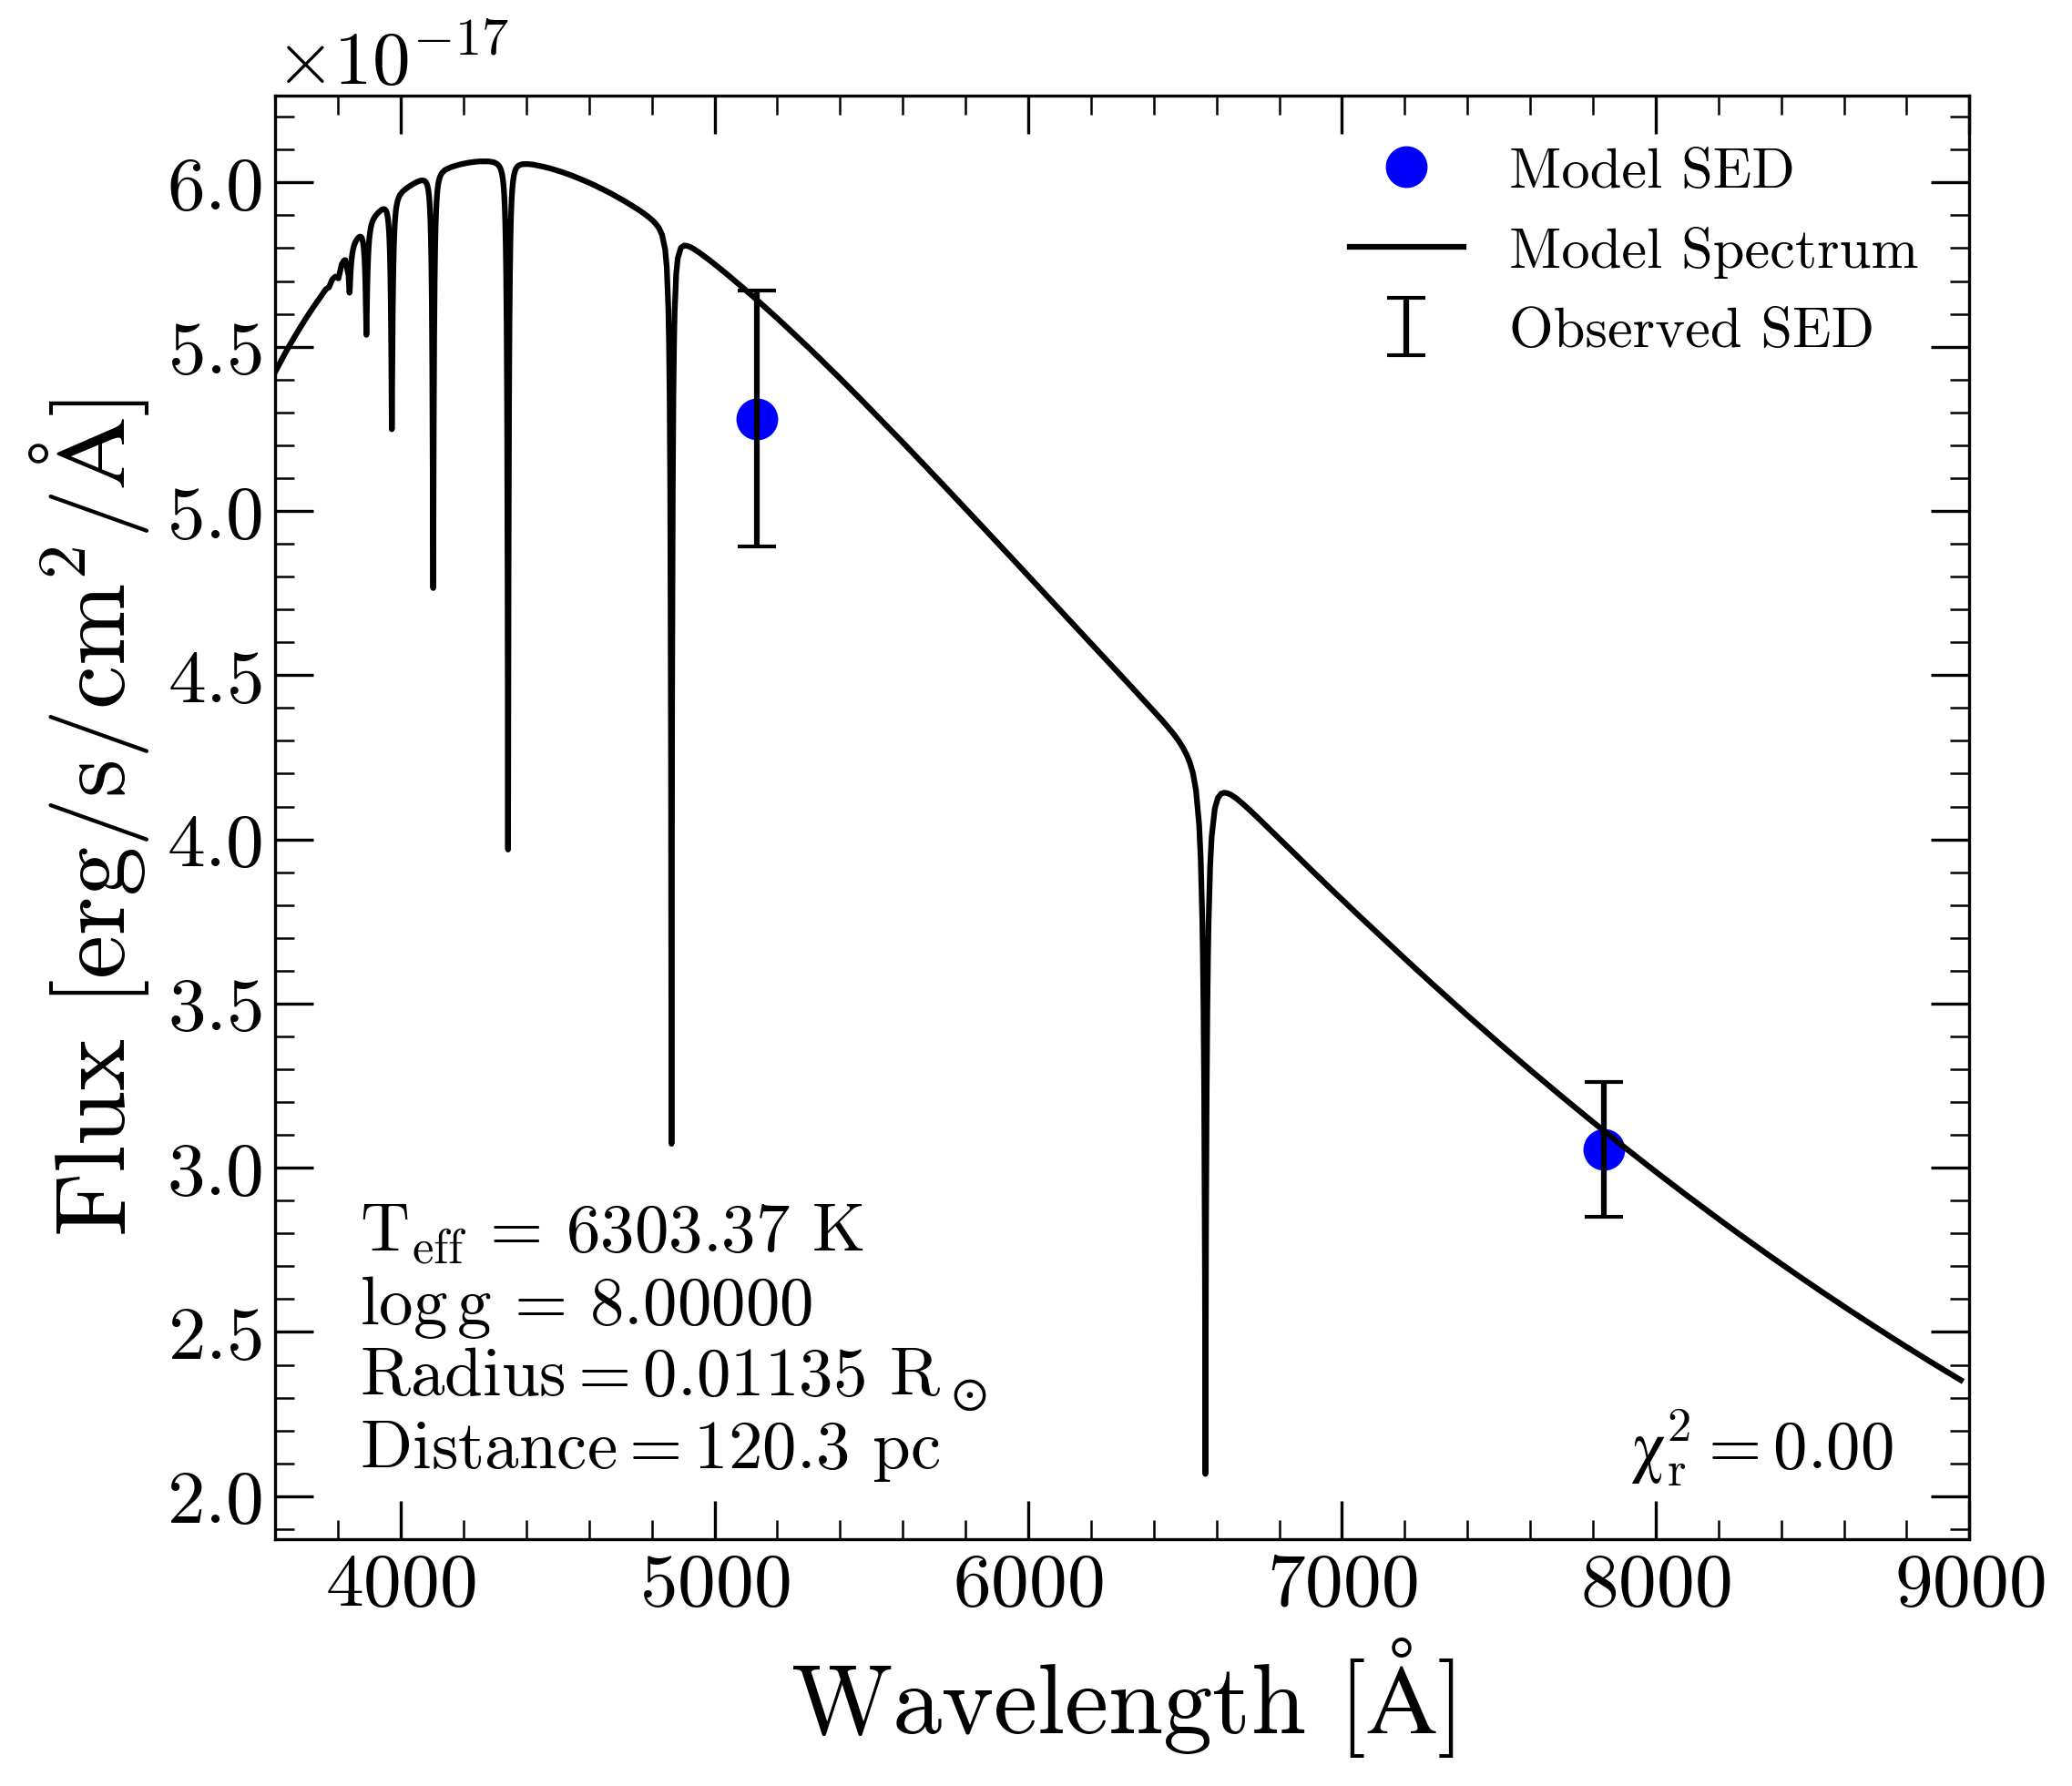 ×10⁻¹⁷
6.0
5.5
5.0
4.5
4.0
3.5
3.0
2.5
2.0
Flux [erg/s/cm²/Å]
Model SED
Model Spectrum
Observed SED
T_eff = 6303.37 K
log g = 8.00000
Radius = 0.01135 R_⊙
Distance = 120.3 pc
χ²_r = 0.00
4000 5000 6000 7000 8000 9000
Wavelength [Å]